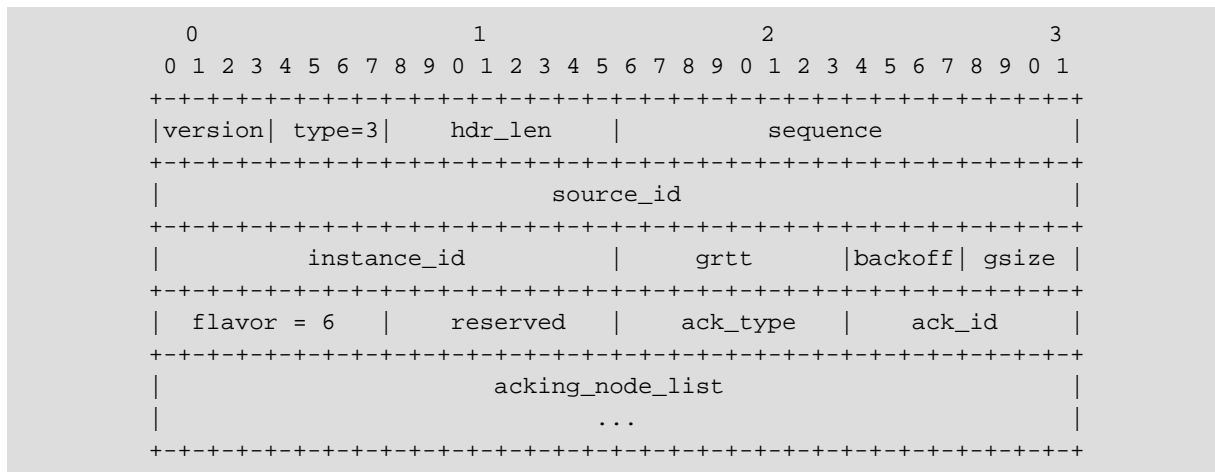 0                   1                   2                   3
0 1 2 3 4 5 6 7 8 9 0 1 2 3 4 5 6 7 8 9 0 1 2 3 4 5 6 7 8 9 0 1
+-+-+-+-+-+-+-+-+-+-+-+-+-+-+-+-+-+-+-+-+-+-+-+-+-+-+-+-+-+-+-+-+
|version| type=3|    hdr_len    |          sequence             |
+-+-+-+-+-+-+-+-+-+-+-+-+-+-+-+-+-+-+-+-+-+-+-+-+-+-+-+-+-+-+-+-+
|                           source_id                           |
+-+-+-+-+-+-+-+-+-+-+-+-+-+-+-+-+-+-+-+-+-+-+-+-+-+-+-+-+-+-+-+-+
|          instance_id          |     grtt      |backoff| gsize |
+-+-+-+-+-+-+-+-+-+-+-+-+-+-+-+-+-+-+-+-+-+-+-+-+-+-+-+-+-+-+-+-+
|  flavor = 6   |    reserved   |    ack_type   |    ack_id     |
+-+-+-+-+-+-+-+-+-+-+-+-+-+-+-+-+-+-+-+-+-+-+-+-+-+-+-+-+-+-+-+-+
|                       acking_node_list                        |
|                              ...                              |
+-+-+-+-+-+-+-+-+-+-+-+-+-+-+-+-+-+-+-+-+-+-+-+-+-+-+-+-+-+-+-+-+